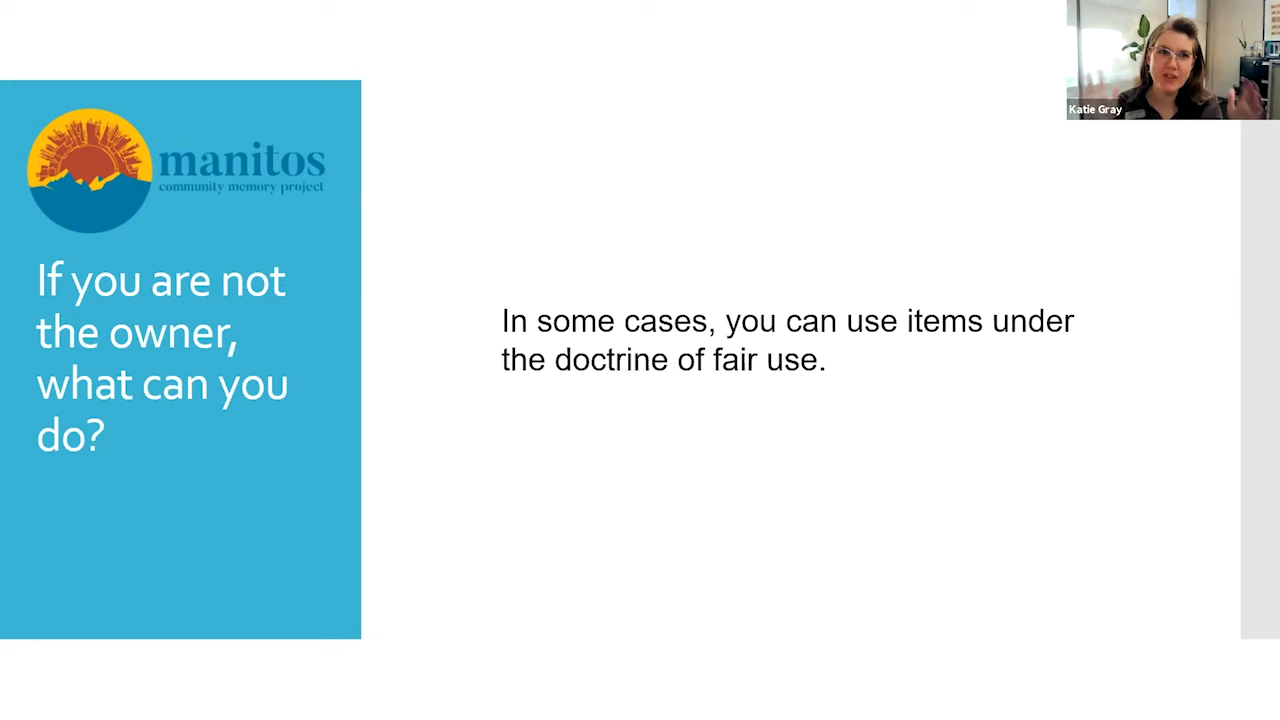 manitos
community memory project
If you are not
the owner,
what can you
do?
In some cases, you can use items under
the doctrine of fair use.
Katie Gray